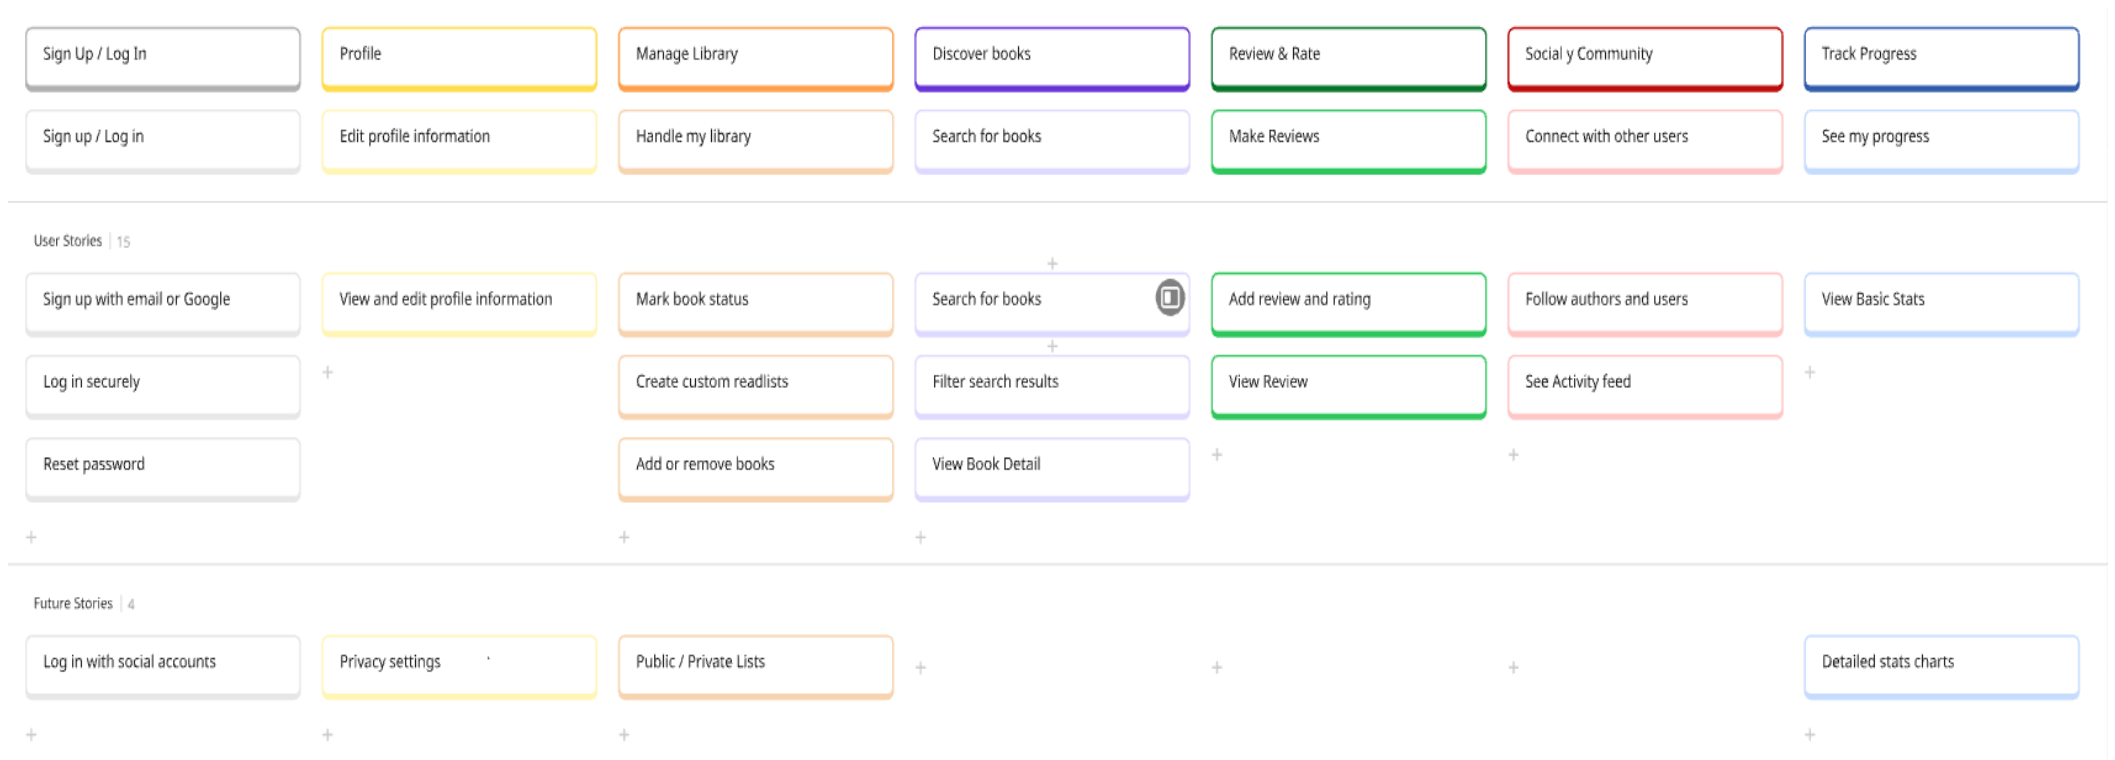 Sign Up / Log In
Profile
Manage Library
Discover books
Review & Rate
Social y Community
Track Progress
Sign up / Log in
Edit profile information
Handle my library
Search for books
Make Reviews
Connect with other users
See my progress
User Stories 15
Sign up with email or Google
View and edit profile information
Mark book status
Search for books
Add review and rating
Follow authors and users
View Basic Stats
Log in securely
Create custom readlists
Filter search results
View Review
See Activity feed
Reset password
Add or remove books
View Book Detail
Future Stories 4
Log in with social accounts
Privacy settings
Public / Private Lists
Detailed stats charts